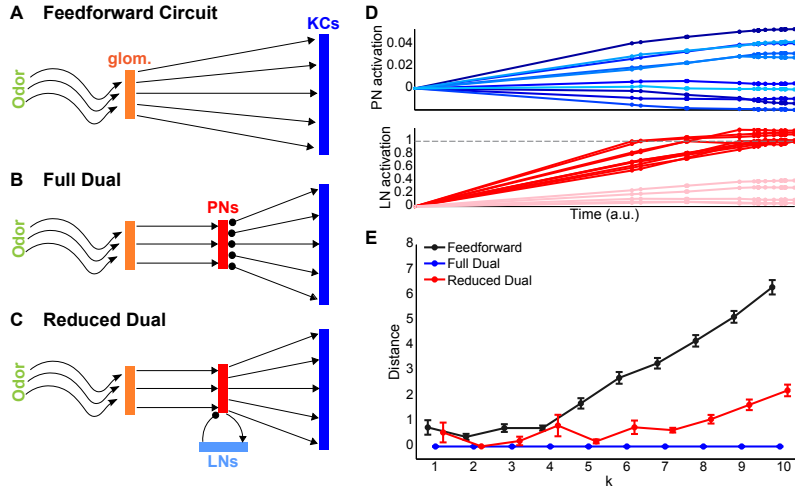 A Feedforward Circuit
KCs
glom.
Odor
B Full Dual
PNs
Odor
C Reduced Dual
Odor
LNs
D
PN activation
0.04
0.02
0
LN activation
1
0.8
0.6
0.4
0.2
0
Time (a.u.)
E
Feedforward
Full Dual
Reduced Dual
Distance
8
7
6
5
4
3
2
1
0
1 2 3 4 5 6 7 8 9 10
k